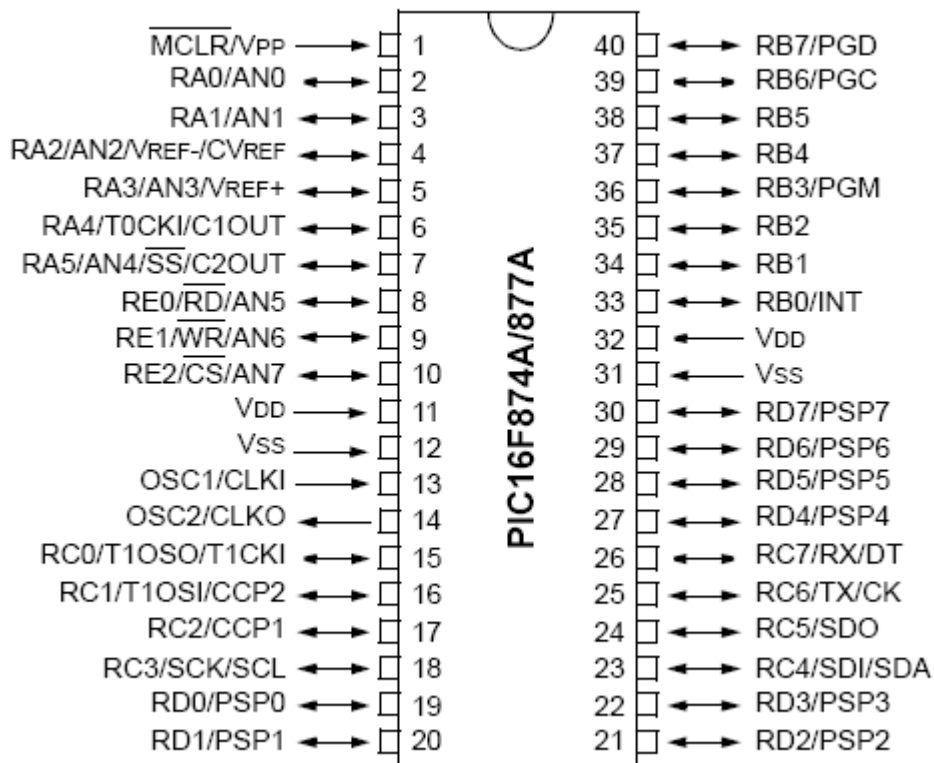 MCLR/VPP 1 40 RB7/PGD
RA0/AN0 2 39 RB6/PGC
RA1/AN1 3 38 RB5
RA2/AN2/VREF-/CVREF 4 37 RB4
RA3/AN3/VREF+ 5 36 RB3/PGM
RA4/T0CKI/C1OUT 6 35 RB2
RA5/AN4/SS/C2OUT 7 34 RB1
RE0/RD/AN5 8 33 RB0/INT
RE1/WR/AN6 9 32 VDD
RE2/CS/AN7 10 31 VSS
VDD 11 30 RD7/PSP7
VSS 12 29 RD6/PSP6
OSC1/CLKI 13 28 RD5/PSP5
OSC2/CLKO 14 27 RD4/PSP4
RC0/T1OSO/T1CKI 15 26 RC7/RX/DT
RC1/T1OSI/CCP2 16 25 RC6/TX/CK
RC2/CCP1 17 24 RC5/SDO
RC3/SCK/SCL 18 23 RC4/SDI/SDA
RD0/PSP0 19 22 RD3/PSP3
RD1/PSP1 20 21 RD2/PSP2
PIC16F874A/877A